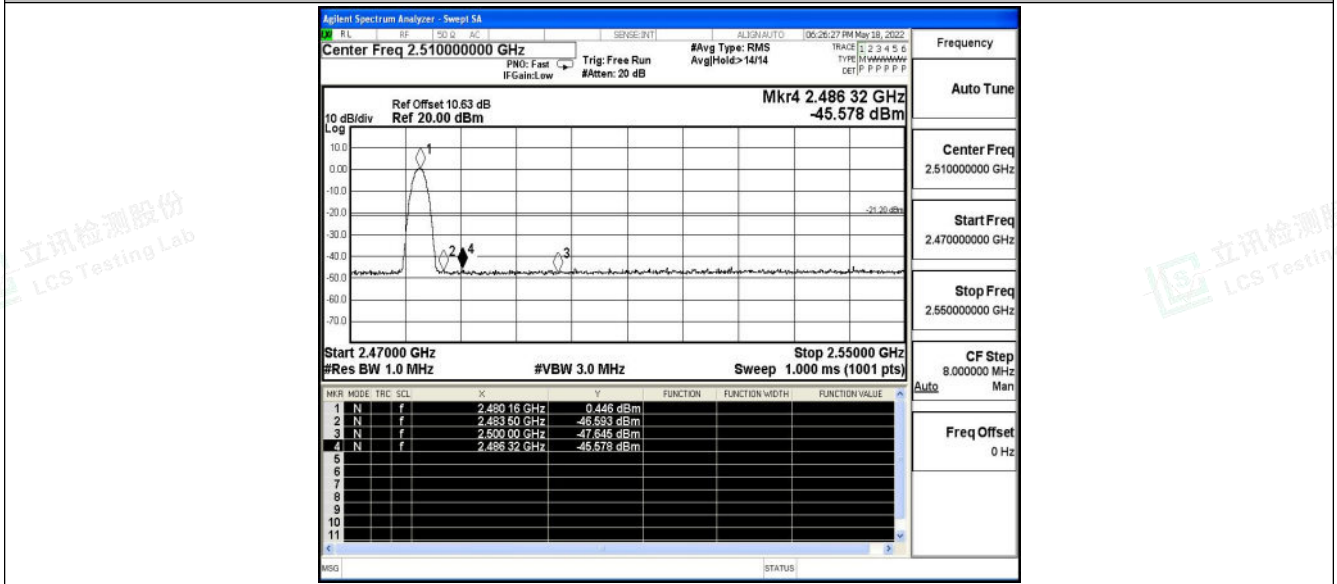 Agilent Spectrum Analyzer - Swept SA
RL RF 50 Ω AC SENSE:INT ALIGNAUTO 06:26:27 PM May 18, 2022
Center Freq 2.510000000 GHz
PNO: Fast
IFGain:Low
Trig: Free Run
#Atten: 20 dB
#Avg Type: RMS
Avg|Hold:>14/14
TRACE 1 2 3 4 5 6
TYPE M WWWWW
DET P P P P P P
Mkr4 2.486 32 GHz
-45.578 dBm
Ref Offset 10.63 dB
10 dB/div Ref 20.00 dBm
Log
10.0
0.00
-10.0
-20.0
-30.0
-40.0
-50.0
-60.0
-70.0
1
2
4
3
-21.20 dBm
Start 2.47000 GHz Stop 2.55000 GHz
#Res BW 1.0 MHz #VBW 3.0 MHz Sweep 1.000 ms (1001 pts)
MKR MODE TRC SCL X Y FUNCTION FUNCTION WIDTH FUNCTION VALUE
1 N f 2.480 16 GHz 0.446 dBm
2 N f 2.483 50 GHz -46.593 dBm
3 N f 2.500 00 GHz -47.645 dBm
4 N f 2.486 32 GHz -45.578 dBm
5
6
7
8
9
10
11
MSG STATUS
Frequency
Auto Tune
Center Freq
2.510000000 GHz
Start Freq
2.470000000 GHz
Stop Freq
2.550000000 GHz
CF Step
8.000000 MHz
Auto Man
Freq Offset
0 Hz
立讯检测股份
LCS Testing Lab
立讯检测股
LCS Testin